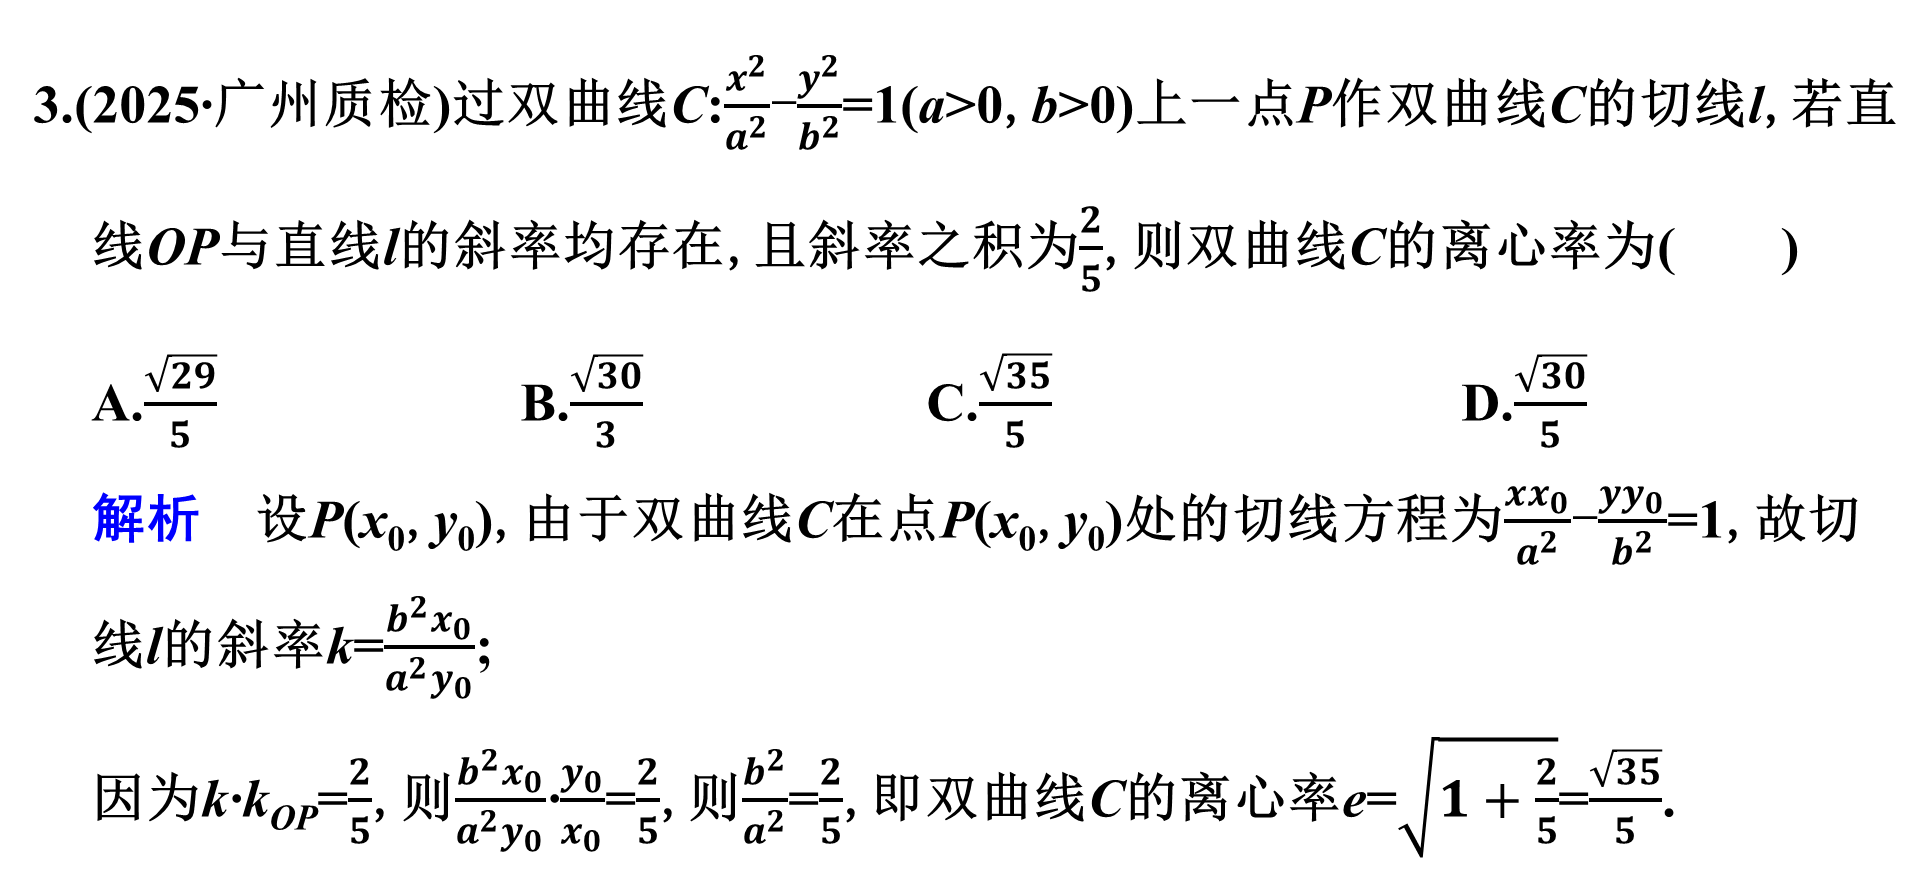 3.(2025·广州质检)过双曲线C:x²/a²−y²/b²=1(a>0, b>0)上一点P作双曲线C的切线l, 若直
线OP与直线l的斜率均存在, 且斜率之积为2/5, 则双曲线C的离心率为(  )
A.√29/5 B.√30/3 C.√35/5 D.√30/5
解析 设P(x₀, y₀), 由于双曲线C在点P(x₀, y₀)处的切线方程为xx₀/a²−yy₀/b²=1, 故切
线l的斜率k=b²x₀/a²y₀;
因为k·k_OP=2/5, 则b²x₀/a²y₀·y₀/x₀=2/5, 则b²/a²=2/5, 即双曲线C的离心率e=√(1+2/5)=√35/5.